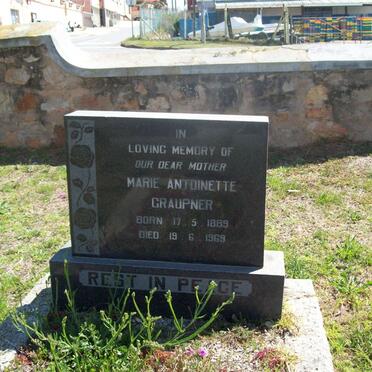 IN
LOVING MEMORY OF
OUR DEAR MOTHER
MARIE ANTOINETTE
GRAUPNER
BORN 17.5.1889
DIED 19.6.1969
REST IN PEACE